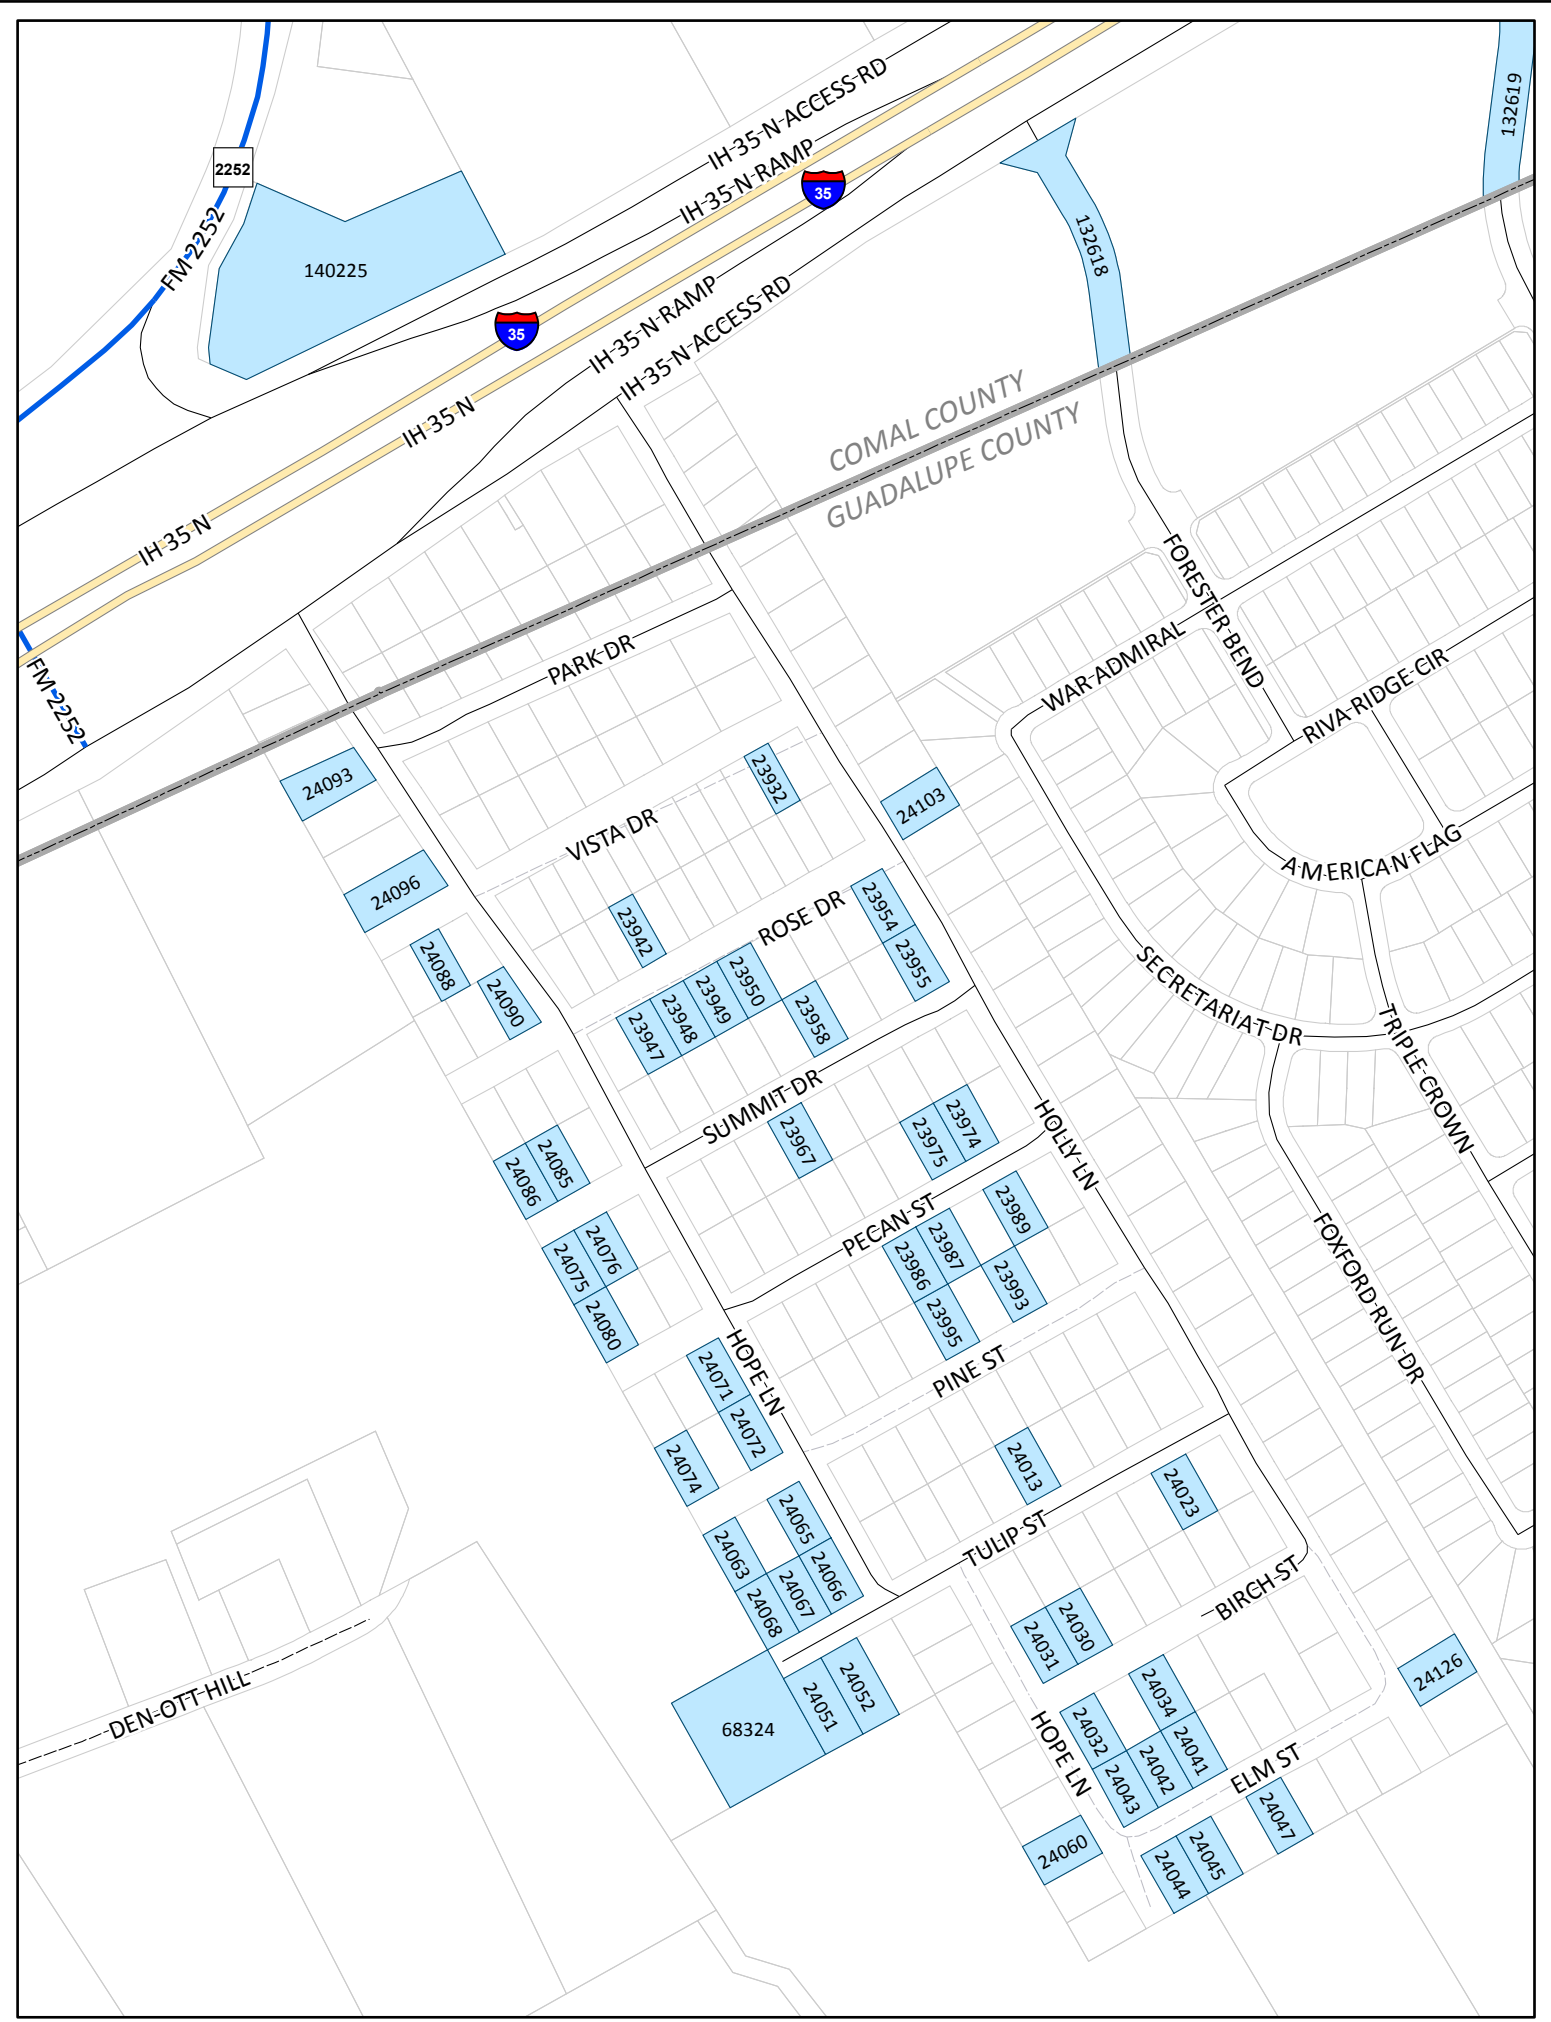 IH 35 N ACCESS RD
132619
IH 35 N RAMP
2252
35
FM 2252
132618
140225
35
IH 35 N RAMP
IH 35 N ACCESS RD
IH 35 N
COMAL COUNTY
GUADALUPE COUNTY
IH 35 N
FORESTER BEND
PARK DR
WAR ADMIRAL
FM 2252
RIVA RIDGE CIR
24093
23932
24103
VISTA DR
AMERICAN FLAG
24096
23942
ROSE DR
23954
23955
24088
24090
23950
23949
23948
23947
23958
SECRETARIAT DR
TRIPLE CROWN
SUMMIT DR
23967
23974
23975
HOLLY LN
24085
24086
PECAN ST
23989
23987
23986
23993
23995
24076
24075
24080
FOXFORD RUN DR
HOPE LN
24071
24072
PINE ST
24074
24013
24023
24065
24063
24066
24067
24068
TULIP ST
BIRCH ST
24030
24031
24126
24052
24051
68324
DEN OTT HILL
24034
24032
24041
24042
24043
HOPE LN
ELM ST
24047
24060
24045
24044